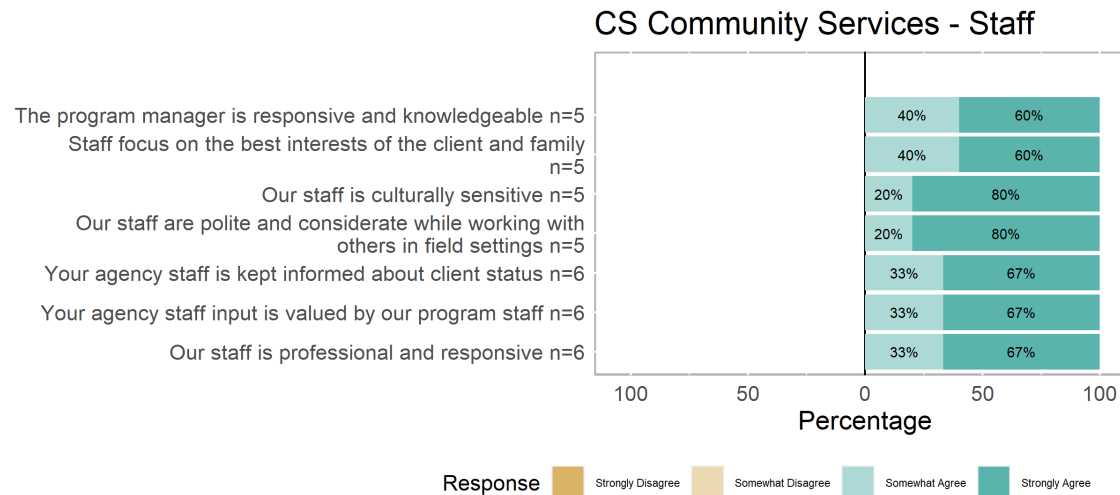 CS Community Services - Staff
The program manager is responsive and knowledgeable n=5
40% 60%
Staff focus on the best interests of the client and family
n=5
40% 60%
Our staff is culturally sensitive n=5
20% 80%
Our staff are polite and considerate while working with
others in field settings n=5
20% 80%
Your agency staff is kept informed about client status n=6
33% 67%
Your agency staff input is valued by our program staff n=6
33% 67%
Our staff is professional and responsive n=6
33% 67%
100 50 0 50 100
Percentage
Response Strongly Disagree Somewhat Disagree Somewhat Agree Strongly Agree